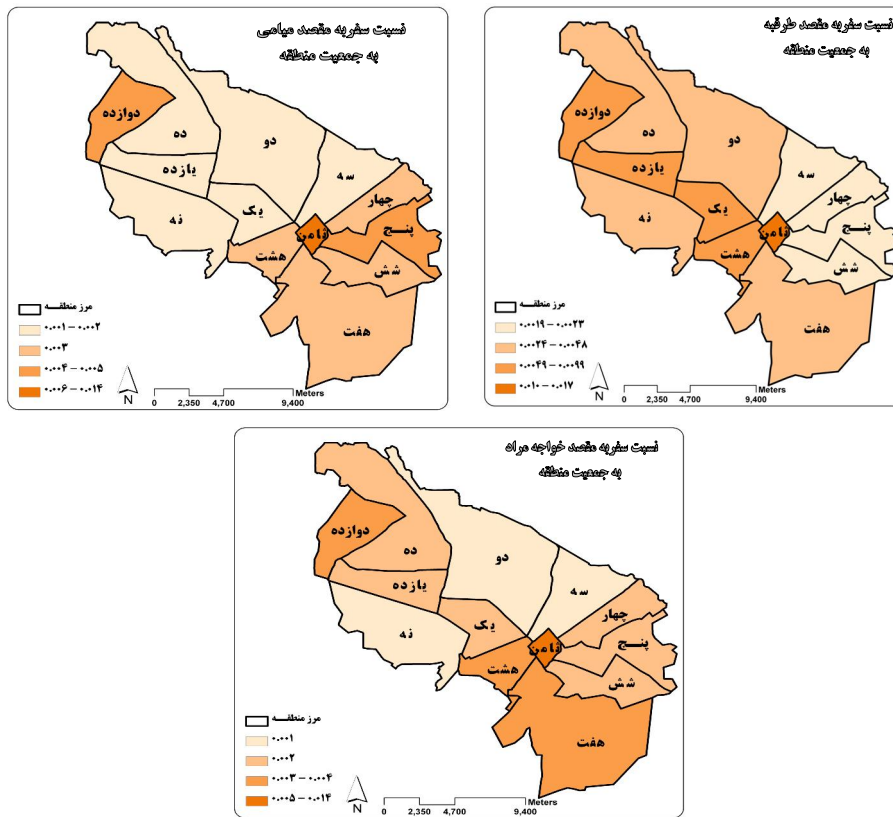 نسبت سفر به مقصد میامی
به جمعیت منطقه
دوازده
ده
دو
یازده
سه
چهار
یک
نه
ثامن
پنــج
هشت
شش
هفت
مرز منطقـــه
۰.۰۰۱ – ۰.۰۰۲
۰.۰۰۳
۰.۰۰۴ – ۰.۰۰۵
۰.۰۰۶ – ۰.۰۱۴
N
Meters
0 2,350 4,700 9,400
نسبت سفر به مقصد طرقبه
به جمعیت منطقه
دوازده
ده
دو
یازده
سه
چهار
یک
نه
ثامن
پنــج
هشت
شش
هفت
مرز منطقـــه
۰.۰۰۱۹ – ۰.۰۰۲۳
۰.۰۰۲۴ – ۰.۰۰۴۸
۰.۰۰۴۹ – ۰.۰۰۹۹
۰.۰۱۰ – ۰.۰۱۷
N
Meters
0 2,350 4,700 9,400
نسبت سفر به مقصد خواجه مراد
به جمعیت منطقه
دوازده
ده
دو
یازده
سه
چهار
یک
نه
ثامن
پنــج
هشت
شش
هفت
مرز منطقـــه
۰.۰۰۱
۰.۰۰۲
۰.۰۰۳ – ۰.۰۰۴
۰.۰۰۵ – ۰.۰۱۴
N
Meters
0 2,350 4,700 9,400